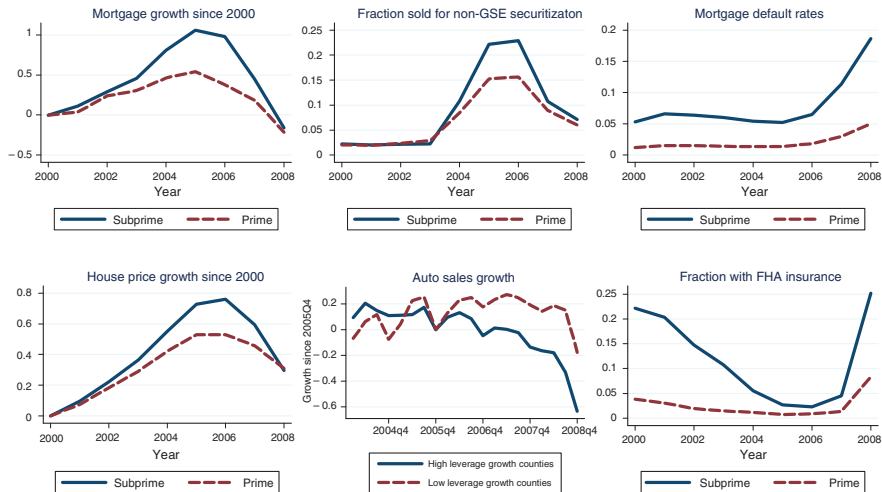 Mortgage growth since 2000
1
0.5
0
−0.5
2000 2002 2004 2006 2008
Year
Subprime Prime
Fraction sold for non-GSE securitizaton
0.25
0.2
0.15
0.1
0.05
0
2000 2002 2004 2006 2008
Year
Subprime Prime
Mortgage default rates
0.2
0.15
0.1
0.05
0
2000 2002 2004 2006 2008
Year
Subprime Prime
House price growth since 2000
0.8
0.6
0.4
0.2
0
2000 2002 2004 2006 2008
Year
Subprime Prime
Auto sales growth
Growth since 2005Q4
0.2
0
−0.2
−0.4
−0.6
2004q4 2005q4 2006q4 2007q4 2008q4
High leverage growth counties
Low leverage growth counties
Fraction with FHA insurance
0.25
0.2
0.15
0.1
0.05
0
2000 2002 2004 2006 2008
Year
Subprime Prime